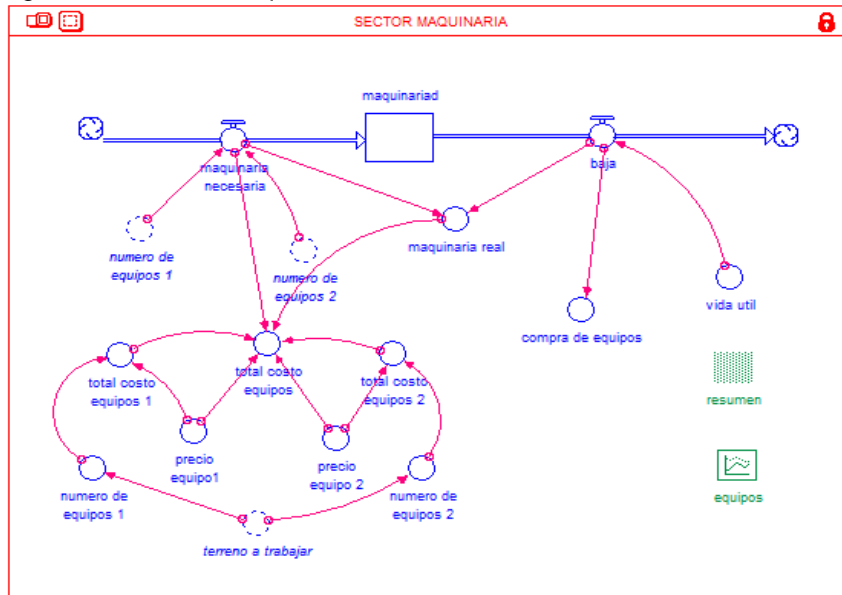 SECTOR MAQUINARIA
maquinariad
maquinaria
necesaria
baja
numero de
equipos 1
numero de
equipos 2
maquinaria real
vida util
compra de equipos
total costo
equipos 1
total costo
equipos
total costo
equipos 2
resumen
precio
equipo1
precio
equipo 2
numero de
equipos 1
numero de
equipos 2
equipos
terreno a trabajar